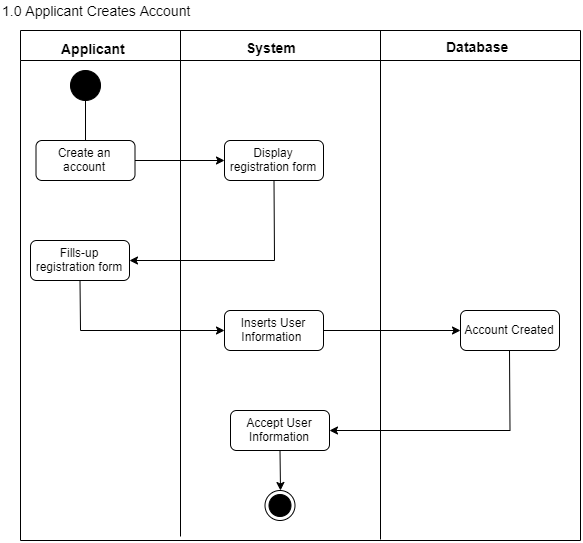 1.0 Applicant Creates Account
Applicant
System
Database
Create an
account
Display
registration form
Fills-up
registration form
Inserts User
Information
Account Created
Accept User
Information